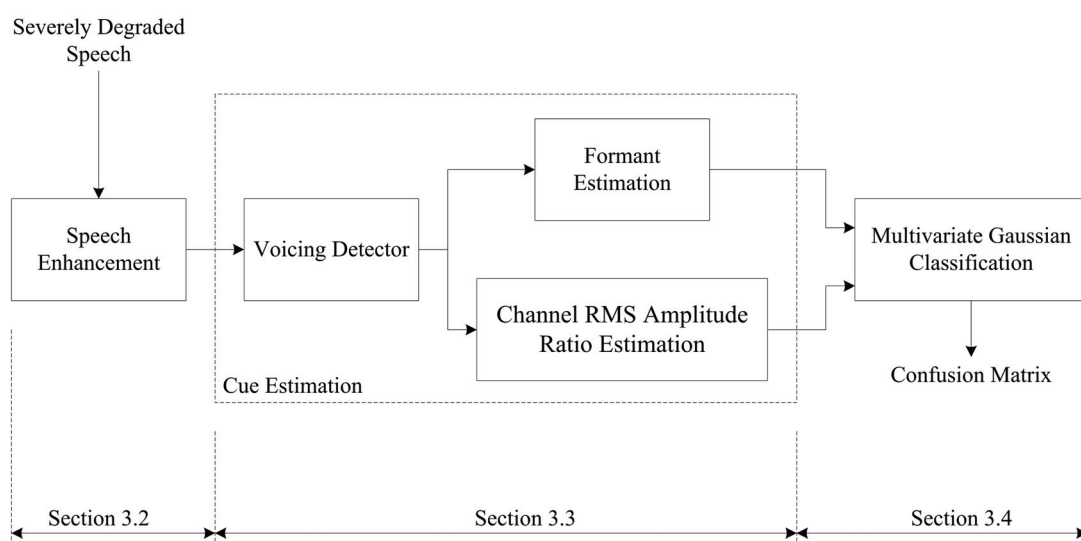 Severely Degraded
Speech
Speech
Enhancement
Voicing Detector
Formant
Estimation
Channel RMS Amplitude
Ratio Estimation
Cue Estimation
Multivariate Gaussian
Classification
Confusion Matrix
Section 3.2
Section 3.3
Section 3.4